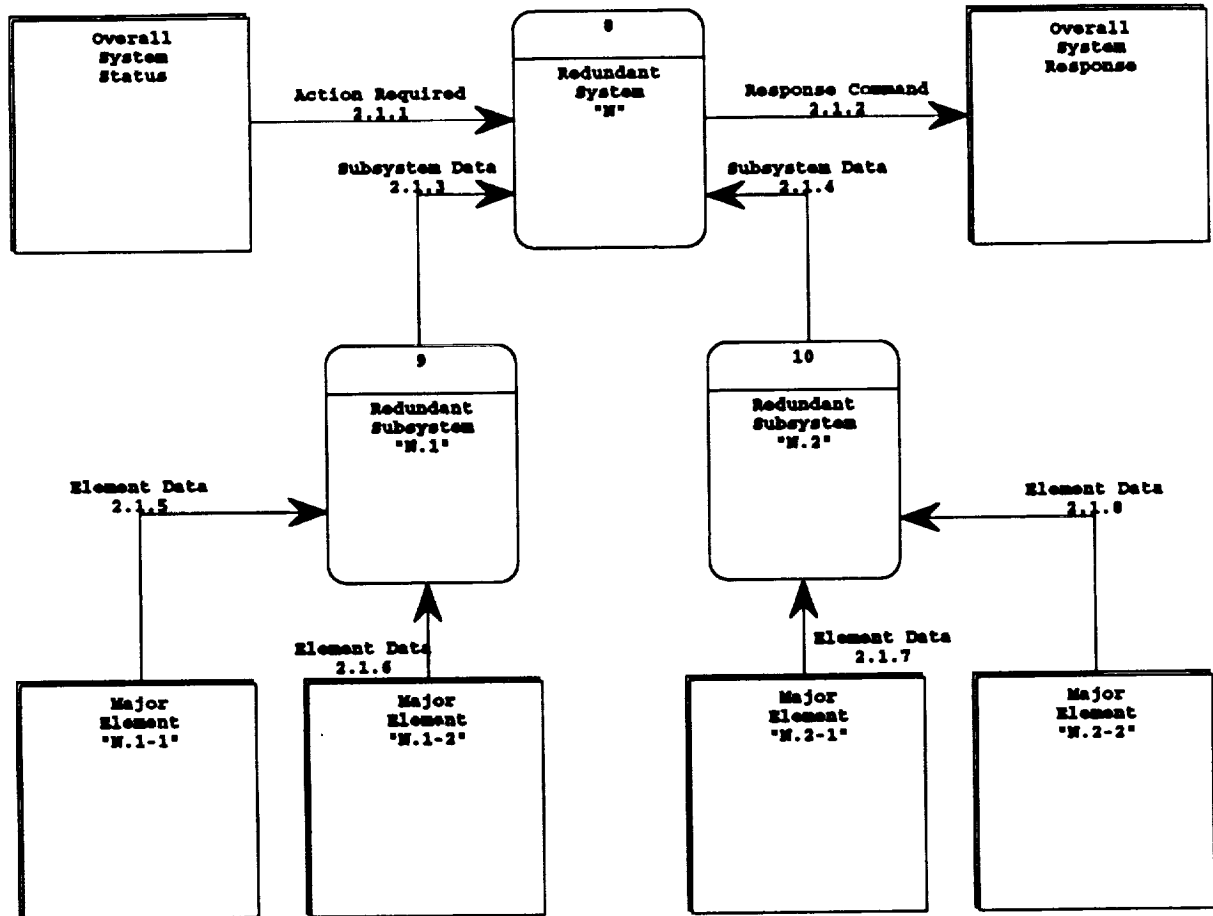 Overall
System
Status
8
Redundant
System
"N"
Overall
System
Response
Action Required
2.1.1
Response Command
2.1.2
Subsystem Data
2.1.3
Subsystem Data
2.1.4
9
Redundant
Subsystem
"N.1"
10
Redundant
Subsystem
"N.2"
Element Data
2.1.5
Element Data
2.1.8
Element Data
2.1.6
Element Data
2.1.7
Major
Element
"N.1-1"
Major
Element
"N.1-2"
Major
Element
"N.2-1"
Major
Element
"N.2-2"